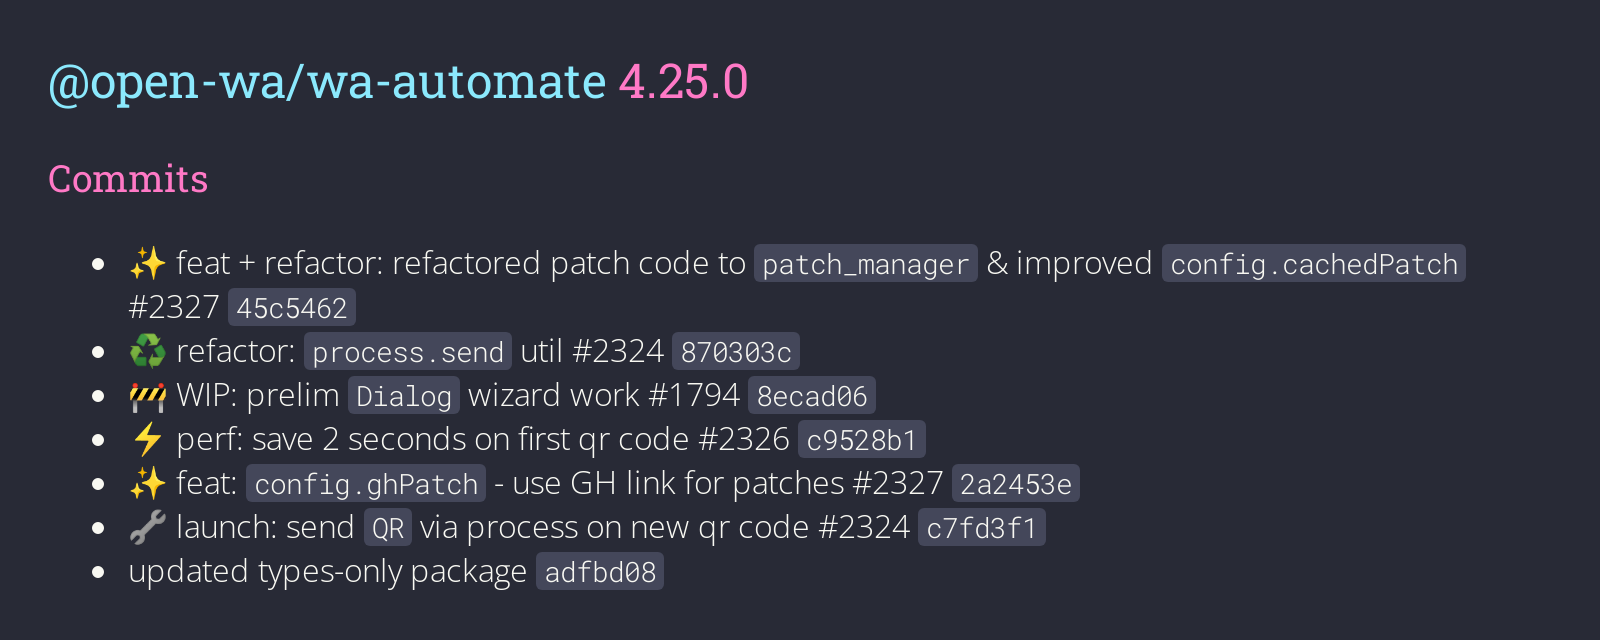 @open-wa/wa-automate 4.25.0
Commits
✨ feat + refactor: refactored patch code to patch_manager & improved config.cachedPatch
#2327 45c5462
♻️ refactor: process.send util #2324 870303c
🚧 WIP: prelim Dialog wizard work #1794 8ecad06
⚡ perf: save 2 seconds on first qr code #2326 c9528b1
✨ feat: config.ghPatch - use GH link for patches #2327 2a2453e
🔧 launch: send QR via process on new qr code #2324 c7fd3f1
updated types-only package adfbd08